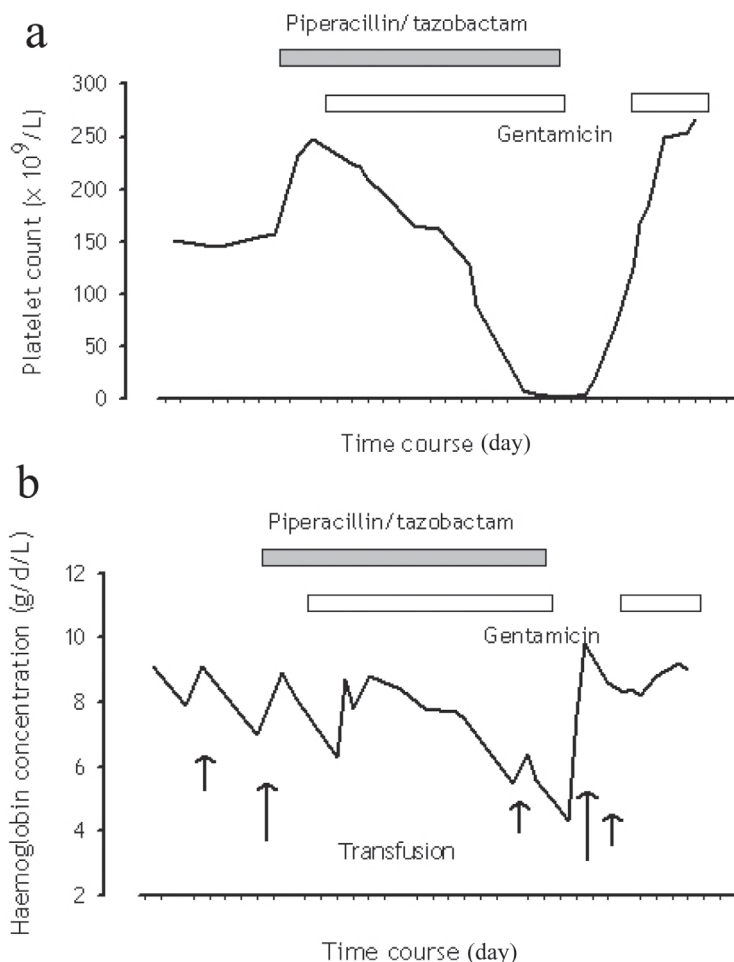 a
Piperacillin/tazobactam
300
250
200
150
100
50
0
Gentamicin
Platelet count (x 10⁹/L)
Time course (day)
b
Piperacillin/tazobactam
12
10
8
6
4
2
Gentamicin
Transfusion
Haemoglobin concentration (g/d/L)
Time course (day)